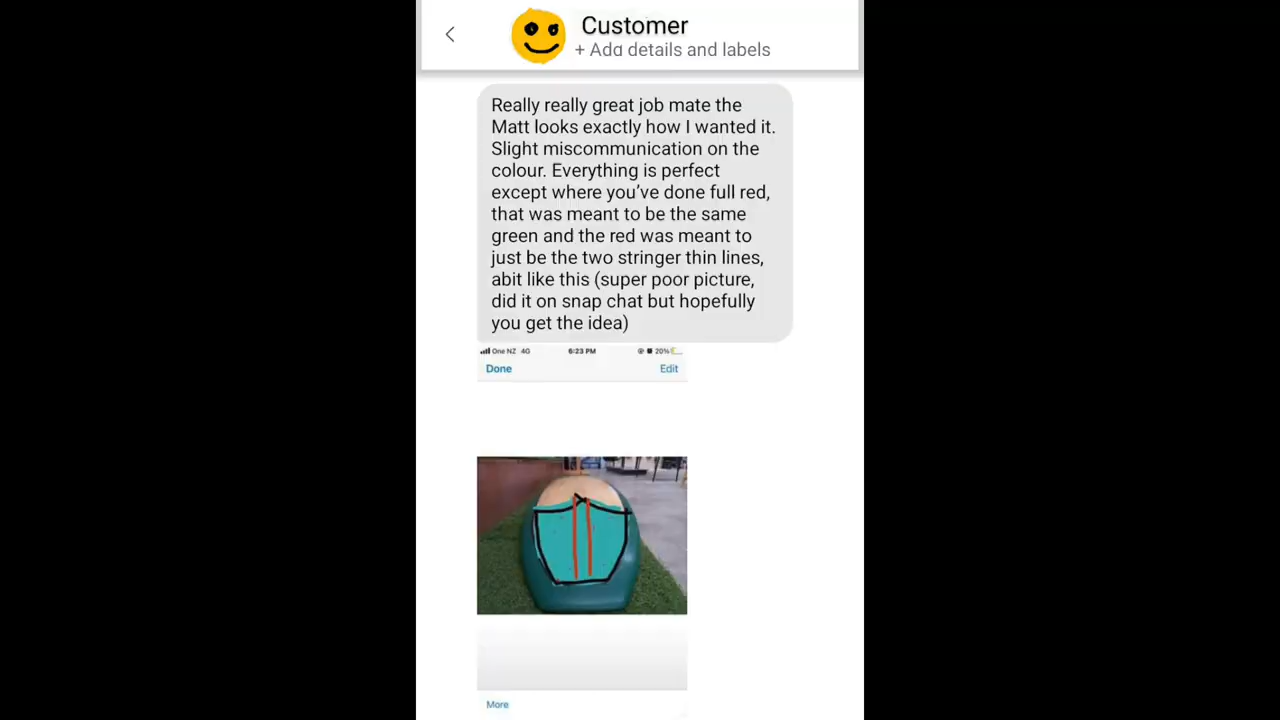 Customer
+ Add details and labels
Really really great job mate the
Matt looks exactly how I wanted it.
Slight miscommunication on the
colour. Everything is perfect
except where you've done full red,
that was meant to be the same
green and the red was meant to
just be the two stringer thin lines,
abit like this (super poor picture,
did it on snap chat but hopefully
you get the idea)
One NZ 4G 6:23 PM 20%
Done Edit
More